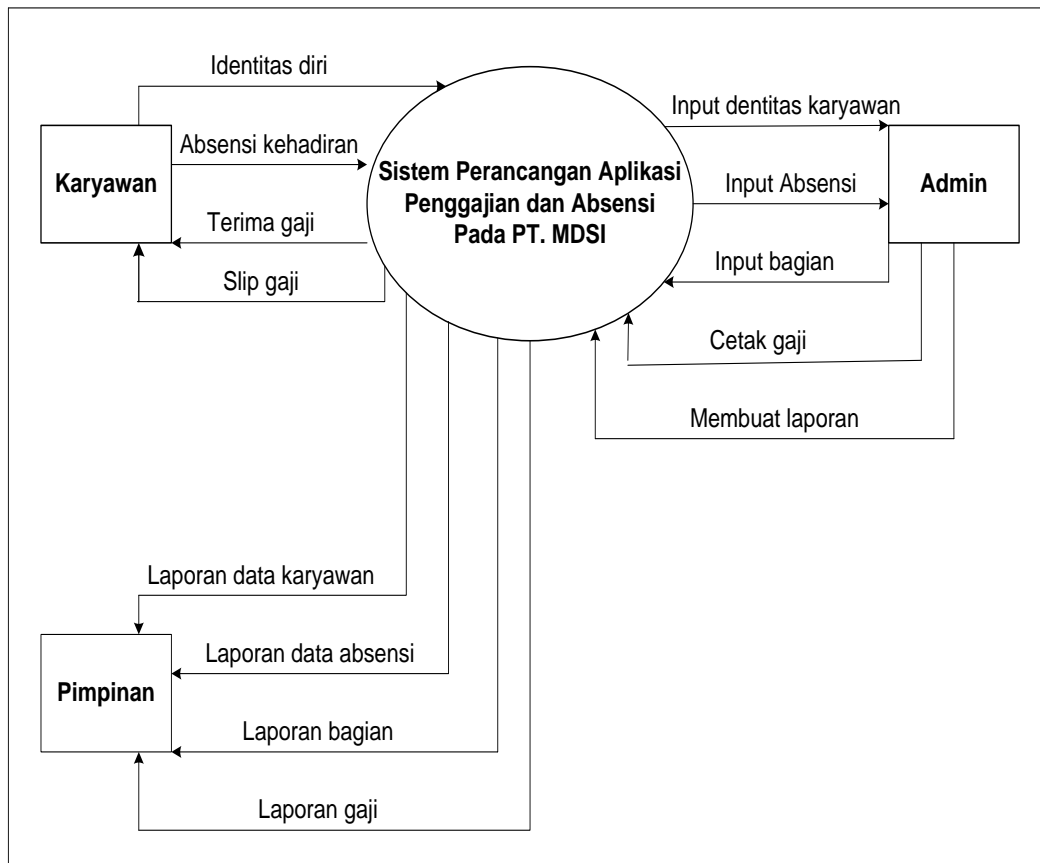 Identitas diri
Absensi kehadiran
Karyawan
Terima gaji
Slip gaji
Sistem Perancangan Aplikasi
Penggajian dan Absensi
Pada PT. MDSI
Input dentitas karyawan
Input Absensi
Admin
Input bagian
Cetak gaji
Membuat laporan
Laporan data karyawan
Laporan data absensi
Pimpinan
Laporan bagian
Laporan gaji